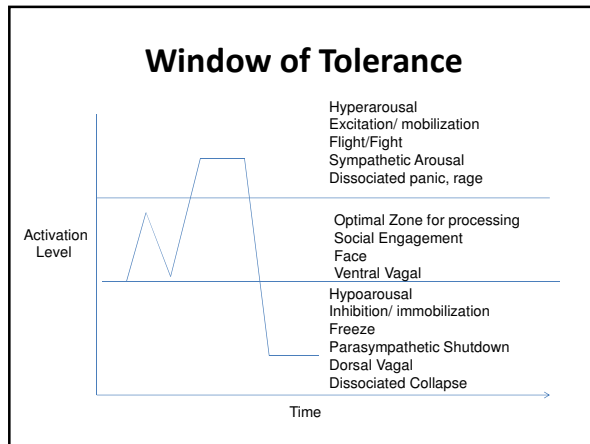 Window of Tolerance
Hyperarousal
Excitation/ mobilization
Flight/Fight
Sympathetic Arousal
Dissociated panic, rage
Activation
Level
Optimal Zone for processing
Social Engagement
Face
Ventral Vagal
Hypoarousal
Inhibition/ immobilization
Freeze
Parasympathetic Shutdown
Dorsal Vagal
Dissociated Collapse
Time